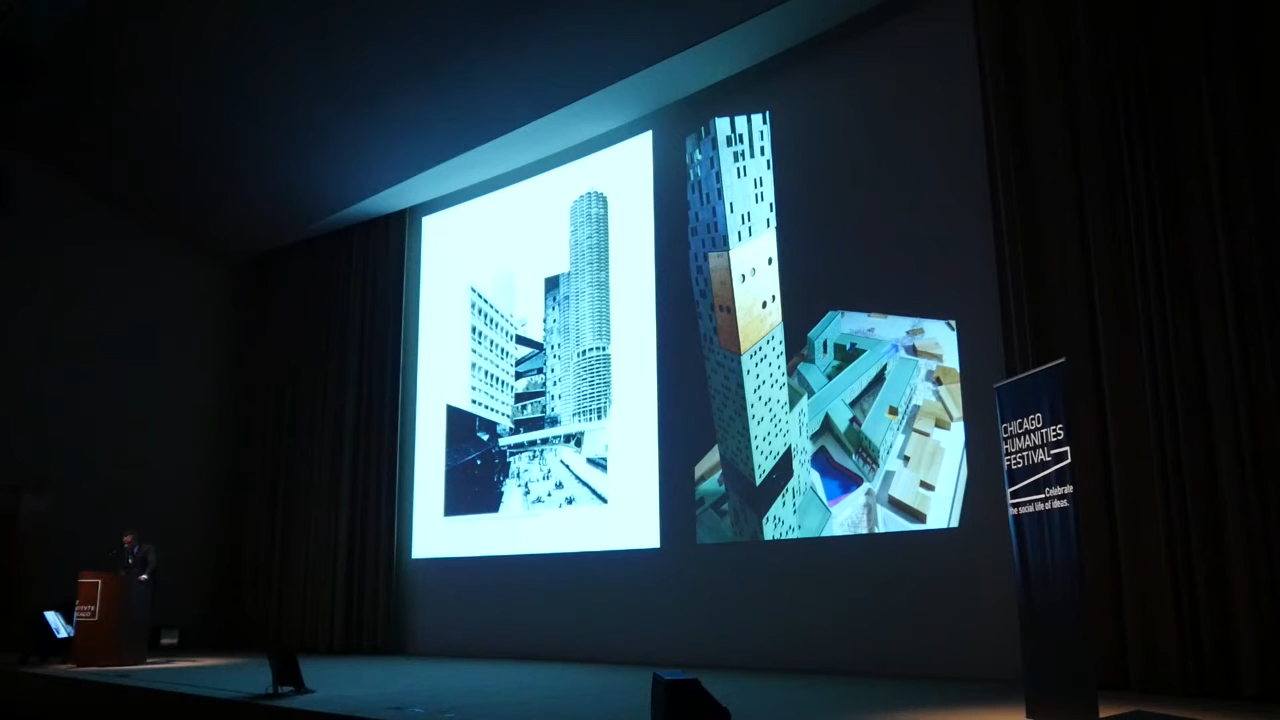 CHICAGO
HUMANITIES
FESTIVAL
Celebrate
the social life of ideas.